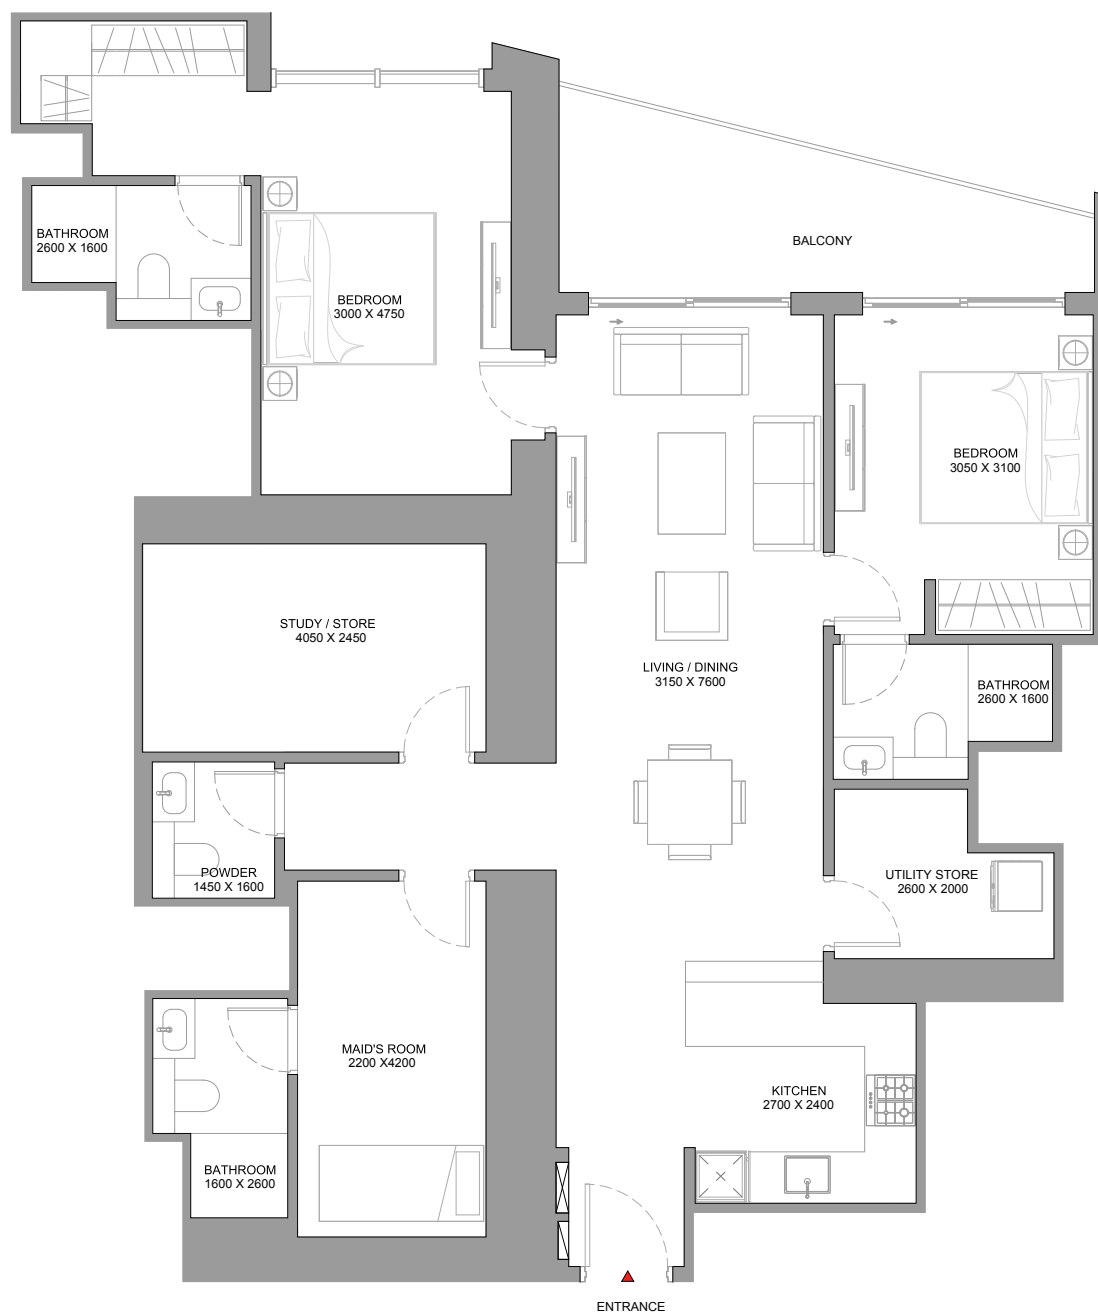 BATHROOM
2600 X 1600
BALCONY
BEDROOM
3000 X 4750
BEDROOM
3050 X 3100
STUDY / STORE
4050 X 2450
LIVING / DINING
3150 X 7600
BATHROOM
2600 X 1600
POWDER
1450 X 1600
UTILITY STORE
2600 X 2000
MAID'S ROOM
2200 X4200
KITCHEN
2700 X 2400
BATHROOM
1600 X 2600
ENTRANCE